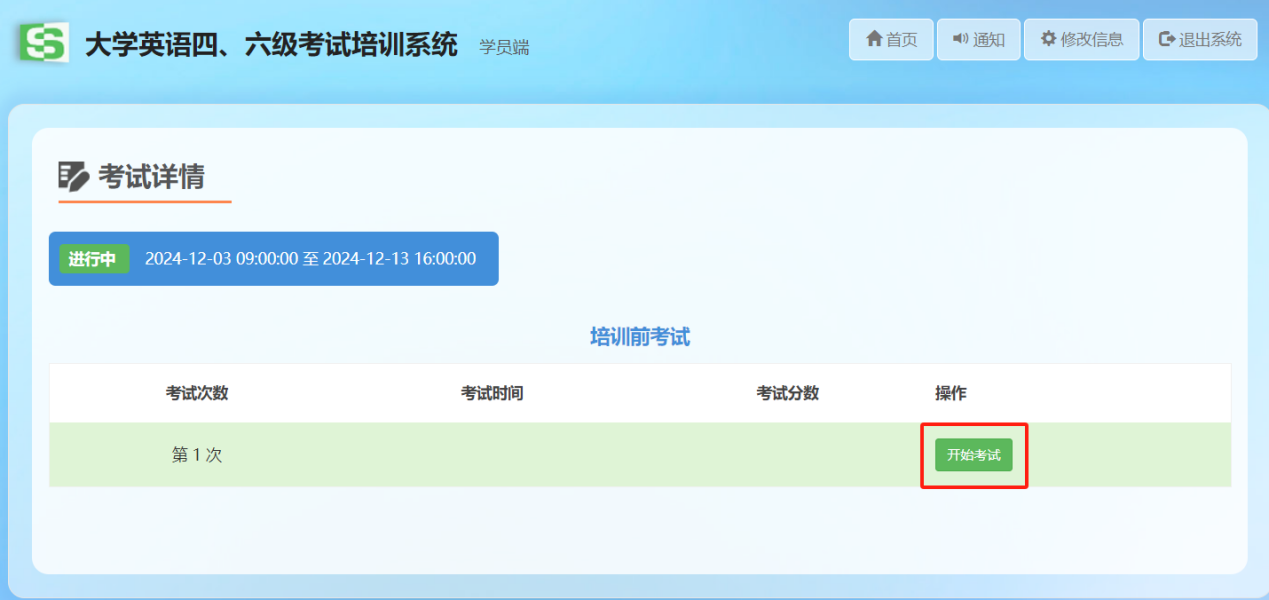 大学英语四、六级考试培训系统 学员端
首页 通知 修改信息 退出系统
考试详情
进行中 2024-12-03 09:00:00 至 2024-12-13 16:00:00
培训前考试
考试次数 考试时间 考试分数 操作
第 1 次 开始考试